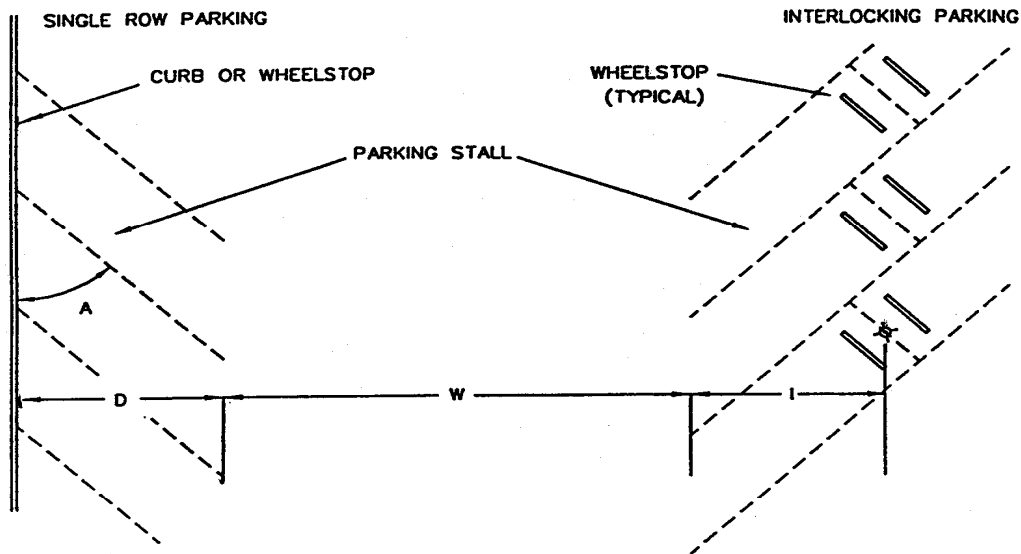 SINGLE ROW PARKING
INTERLOCKING PARKING
CURB OR WHEELSTOP
WHEELSTOP
(TYPICAL)
PARKING STALL
A
D
W
I